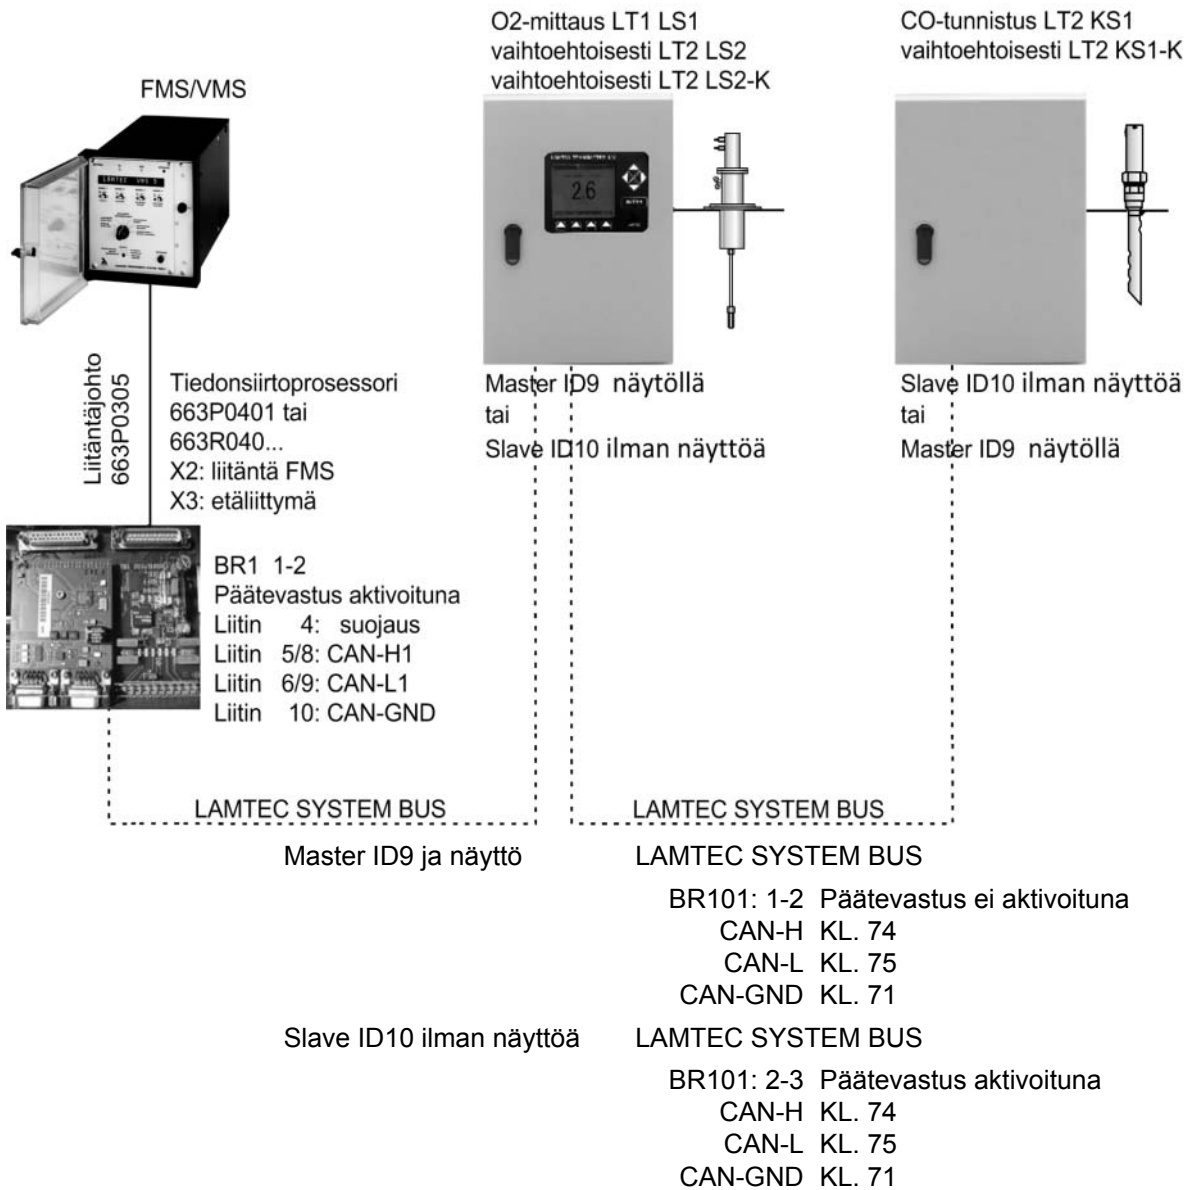 O2-mittaus LT1 LS1
vaihtoehtoisesti LT2 LS2
vaihtoehtoisesti LT2 LS2-K
CO-tunnistus LT2 KS1
vaihtoehtoisesti LT2 KS1-K
FMS/VMS
LAMTEC VMS 5
2.6
Liitäntäjohto
663P0305
Tiedonsiirtoprosessori
663P0401 tai
663R040...
X2: liitäntä FMS
X3: etäliittymä
Master ID9 näytöllä
tai
Slave ID10 ilman näyttöä
Slave ID10 ilman näyttöä
tai
Master ID9 näytöllä
BR1 1-2
Päätevastus aktivoituna
Liitin 4: suojaus
Liitin 5/8: CAN-H1
Liitin 6/9: CAN-L1
Liitin 10: CAN-GND
LAMTEC SYSTEM BUS
LAMTEC SYSTEM BUS
Master ID9 ja näyttö LAMTEC SYSTEM BUS
BR101: 1-2 Päätevastus ei aktivoituna
CAN-H KL. 74
CAN-L KL. 75
CAN-GND KL. 71
Slave ID10 ilman näyttöä LAMTEC SYSTEM BUS
BR101: 2-3 Päätevastus aktivoituna
CAN-H KL. 74
CAN-L KL. 75
CAN-GND KL. 71